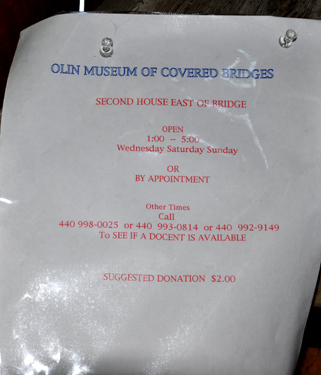 OLIN MUSEUM OF COVERED BRIDGES
SECOND HOUSE EAST OF BRIDGE
OPEN
1:00 -- 5:00
Wednesday Saturday Sunday
OR
BY APPOINTMENT
Other Times
Call
440 998-0025 or 440 993-0814 or 440 992-9149
To SEE IF A DOCENT IS AVAILABLE
SUGGESTED DONATION $2.00